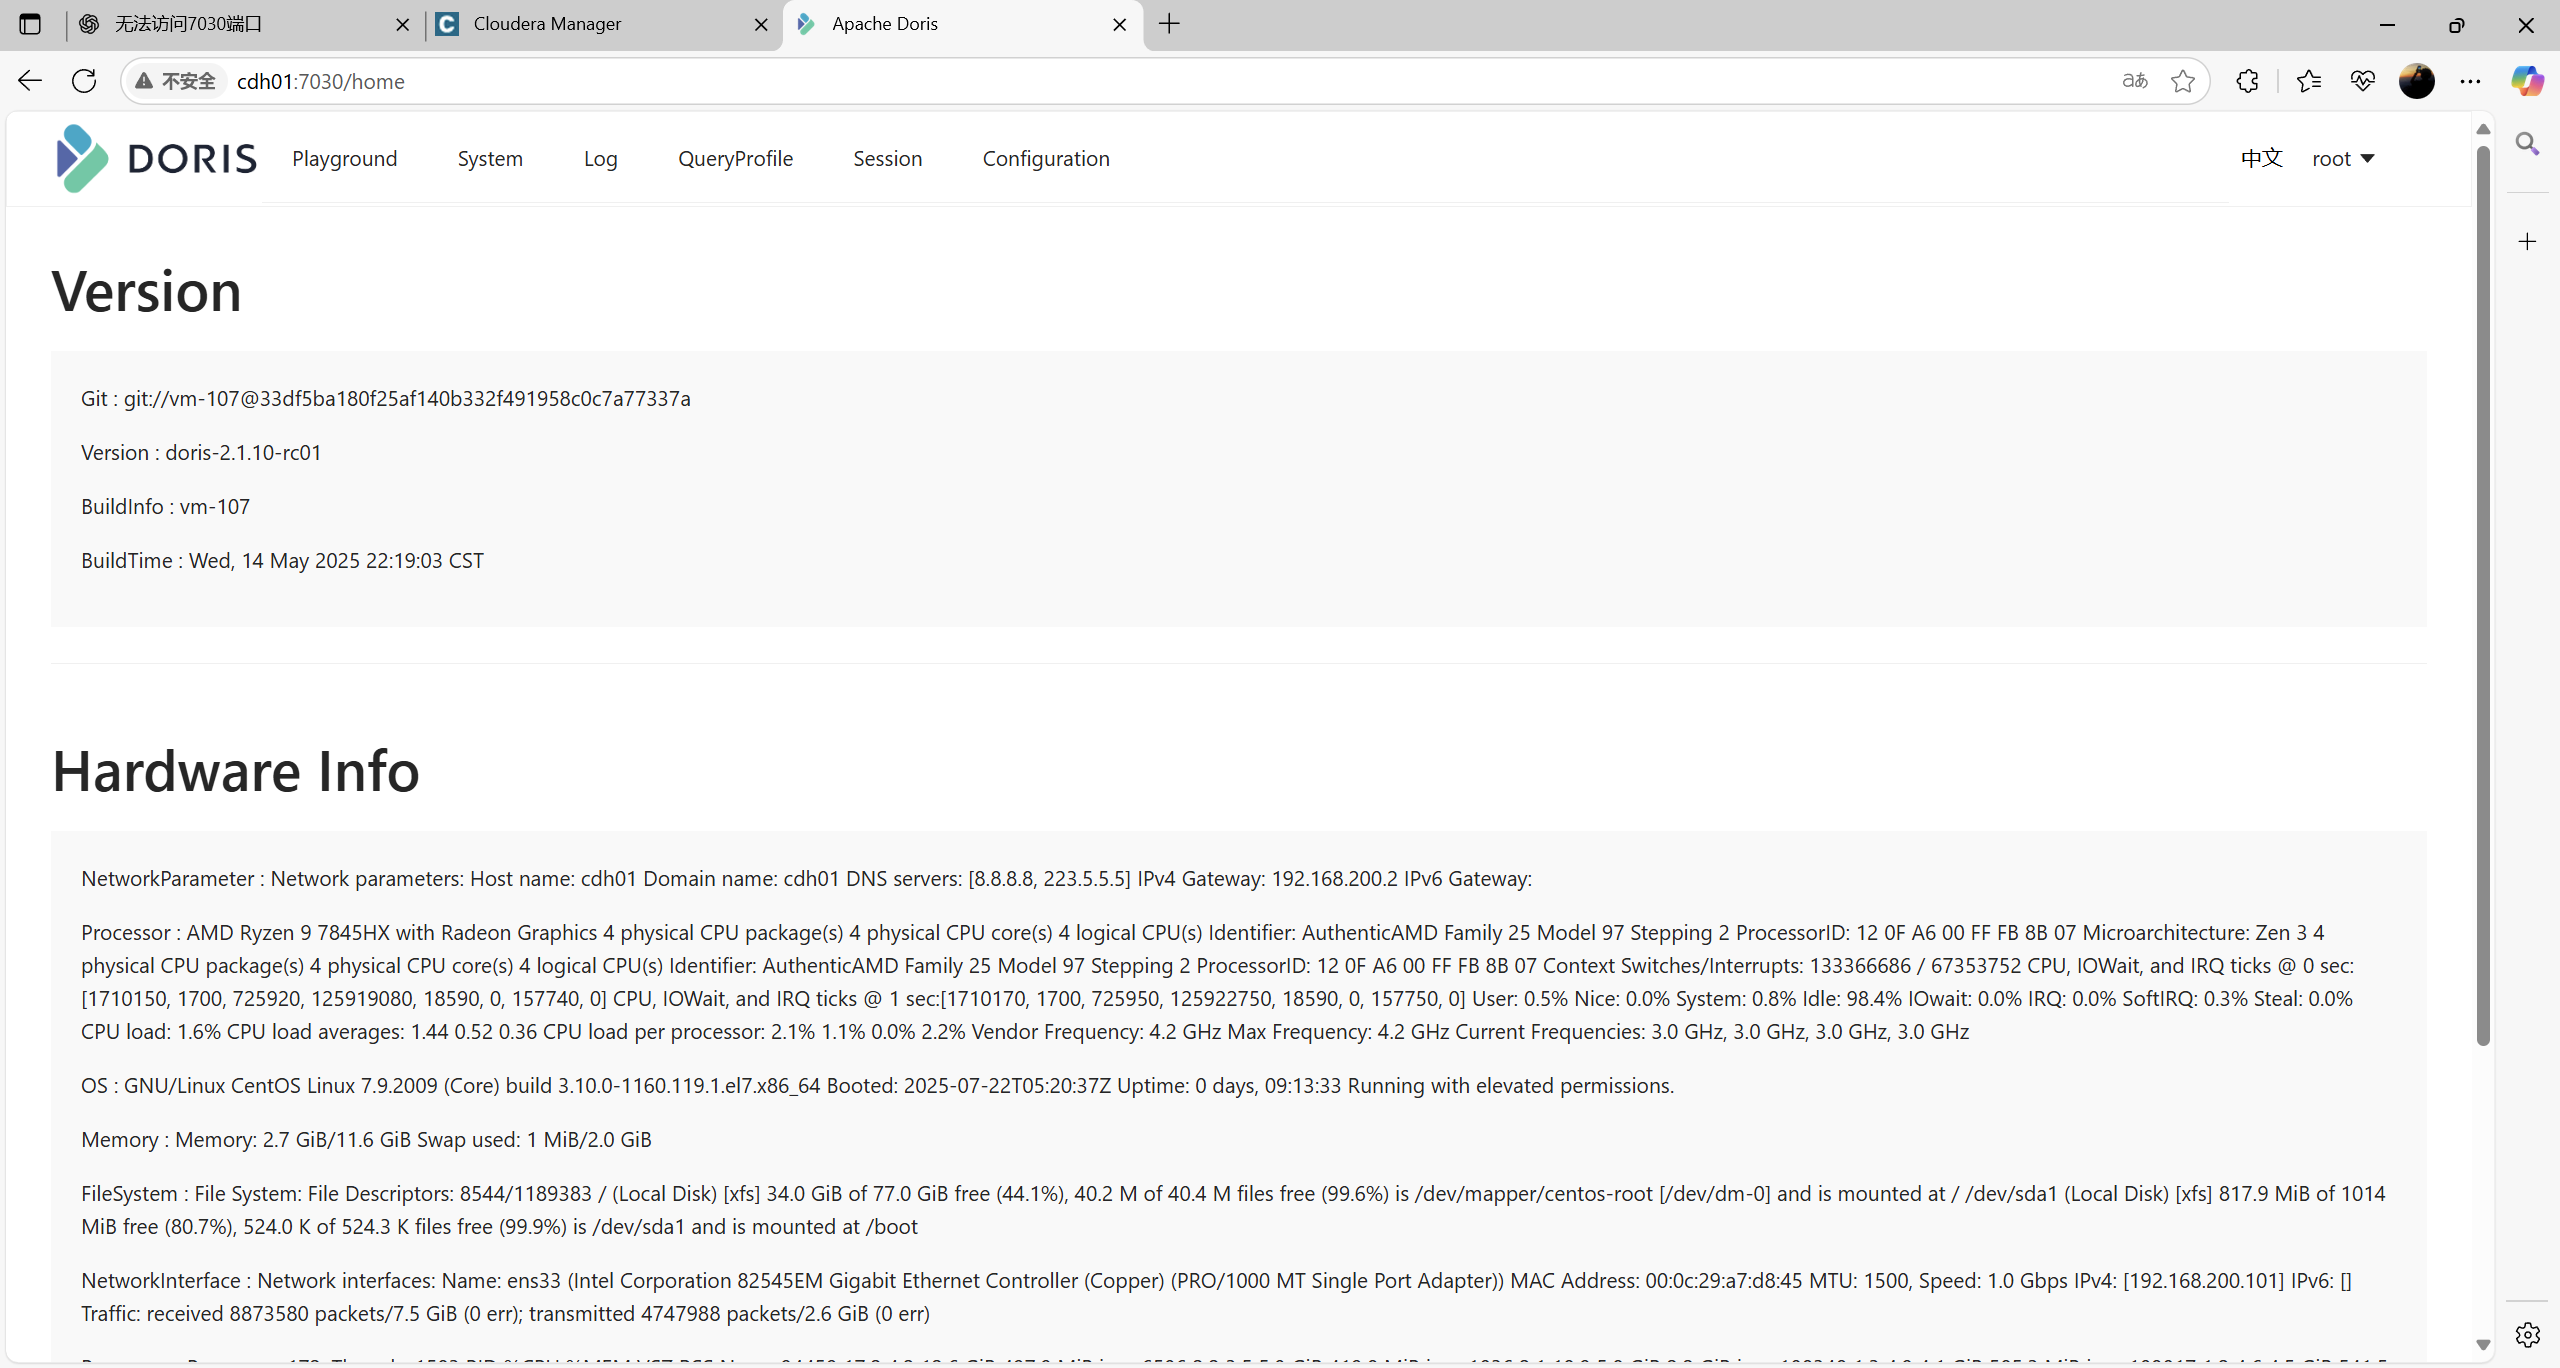 无法访问7030端口
Cloudera Manager
Apache Doris
不安全 cdh01:7030/home
DORIS Playground System Log QueryProfile Session Configuration 中文 root
Version
Git : git://vm-107@33df5ba180f25af140b332f491958c0c7a77337a
Version : doris-2.1.10-rc01
BuildInfo : vm-107
BuildTime : Wed, 14 May 2025 22:19:03 CST
Hardware Info
NetworkParameter : Network parameters: Host name: cdh01 Domain name: cdh01 DNS servers: [8.8.8.8, 223.5.5.5] IPv4 Gateway: 192.168.200.2 IPv6 Gateway:
Processor : AMD Ryzen 9 7845HX with Radeon Graphics 4 physical CPU package(s) 4 physical CPU core(s) 4 logical CPU(s) Identifier: AuthenticAMD Family 25 Model 97 Stepping 2 ProcessorID: 12 0F A6 00 FF FB 8B 07 Microarchitecture: Zen 3 4
physical CPU package(s) 4 physical CPU core(s) 4 logical CPU(s) Identifier: AuthenticAMD Family 25 Model 97 Stepping 2 ProcessorID: 12 0F A6 00 FF FB 8B 07 Context Switches/Interrupts: 133366686 / 67353752 CPU, IOWait, and IRQ ticks @ 0 sec:
[1710150, 1700, 725920, 125919080, 18590, 0, 157740, 0] CPU, IOWait, and IRQ ticks @ 1 sec:[1710170, 1700, 725950, 125922750, 18590, 0, 157750, 0] User: 0.5% Nice: 0.0% System: 0.8% Idle: 98.4% IOwait: 0.0% IRQ: 0.0% SoftIRQ: 0.3% Steal: 0.0%
CPU load: 1.6% CPU load averages: 1.44 0.52 0.36 CPU load per processor: 2.1% 1.1% 0.0% 2.2% Vendor Frequency: 4.2 GHz Max Frequency: 4.2 GHz Current Frequencies: 3.0 GHz, 3.0 GHz, 3.0 GHz, 3.0 GHz
OS : GNU/Linux CentOS Linux 7.9.2009 (Core) build 3.10.0-1160.119.1.el7.x86_64 Booted: 2025-07-22T05:20:37Z Uptime: 0 days, 09:13:33 Running with elevated permissions.
Memory : Memory: 2.7 GiB/11.6 GiB Swap used: 1 MiB/2.0 GiB
FileSystem : File System: File Descriptors: 8544/1189383 / (Local Disk) [xfs] 34.0 GiB of 77.0 GiB free (44.1%), 40.2 M of 40.4 M files free (99.6%) is /dev/mapper/centos-root [/dev/dm-0] and is mounted at / /dev/sda1 (Local Disk) [xfs] 817.9 MiB of 1014
MiB free (80.7%), 524.0 K of 524.3 K files free (99.9%) is /dev/sda1 and is mounted at /boot
NetworkInterface : Network interfaces: Name: ens33 (Intel Corporation 82545EM Gigabit Ethernet Controller (Copper) (PRO/1000 MT Single Port Adapter)) MAC Address: 00:0c:29:a7:d8:45 MTU: 1500, Speed: 1.0 Gbps IPv4: [192.168.200.101] IPv6: []
Traffic: received 8873580 packets/7.5 GiB (0 err); transmitted 4747988 packets/2.6 GiB (0 err)